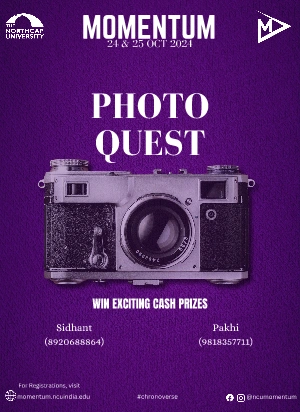 THE
NORTHCAP
UNIVERSITY
MOMENTUM
24 & 25 OCT 2024
M
PHOTO
QUEST
WIN EXCITING CASH PRIZES
Sidhant
(8920688864)
Pakhi
(9818357711)
For Registrations, visit
momentum.ncuindia.edu
#chronoverse
@ncumomentum